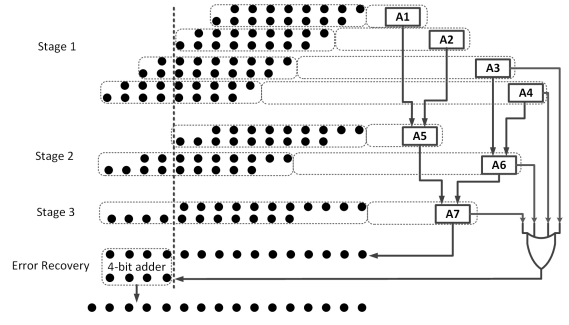 A1
Stage 1
A2
A3
A4
Stage 2
A5
A6
Stage 3
A7
Error Recovery
4-bit adder